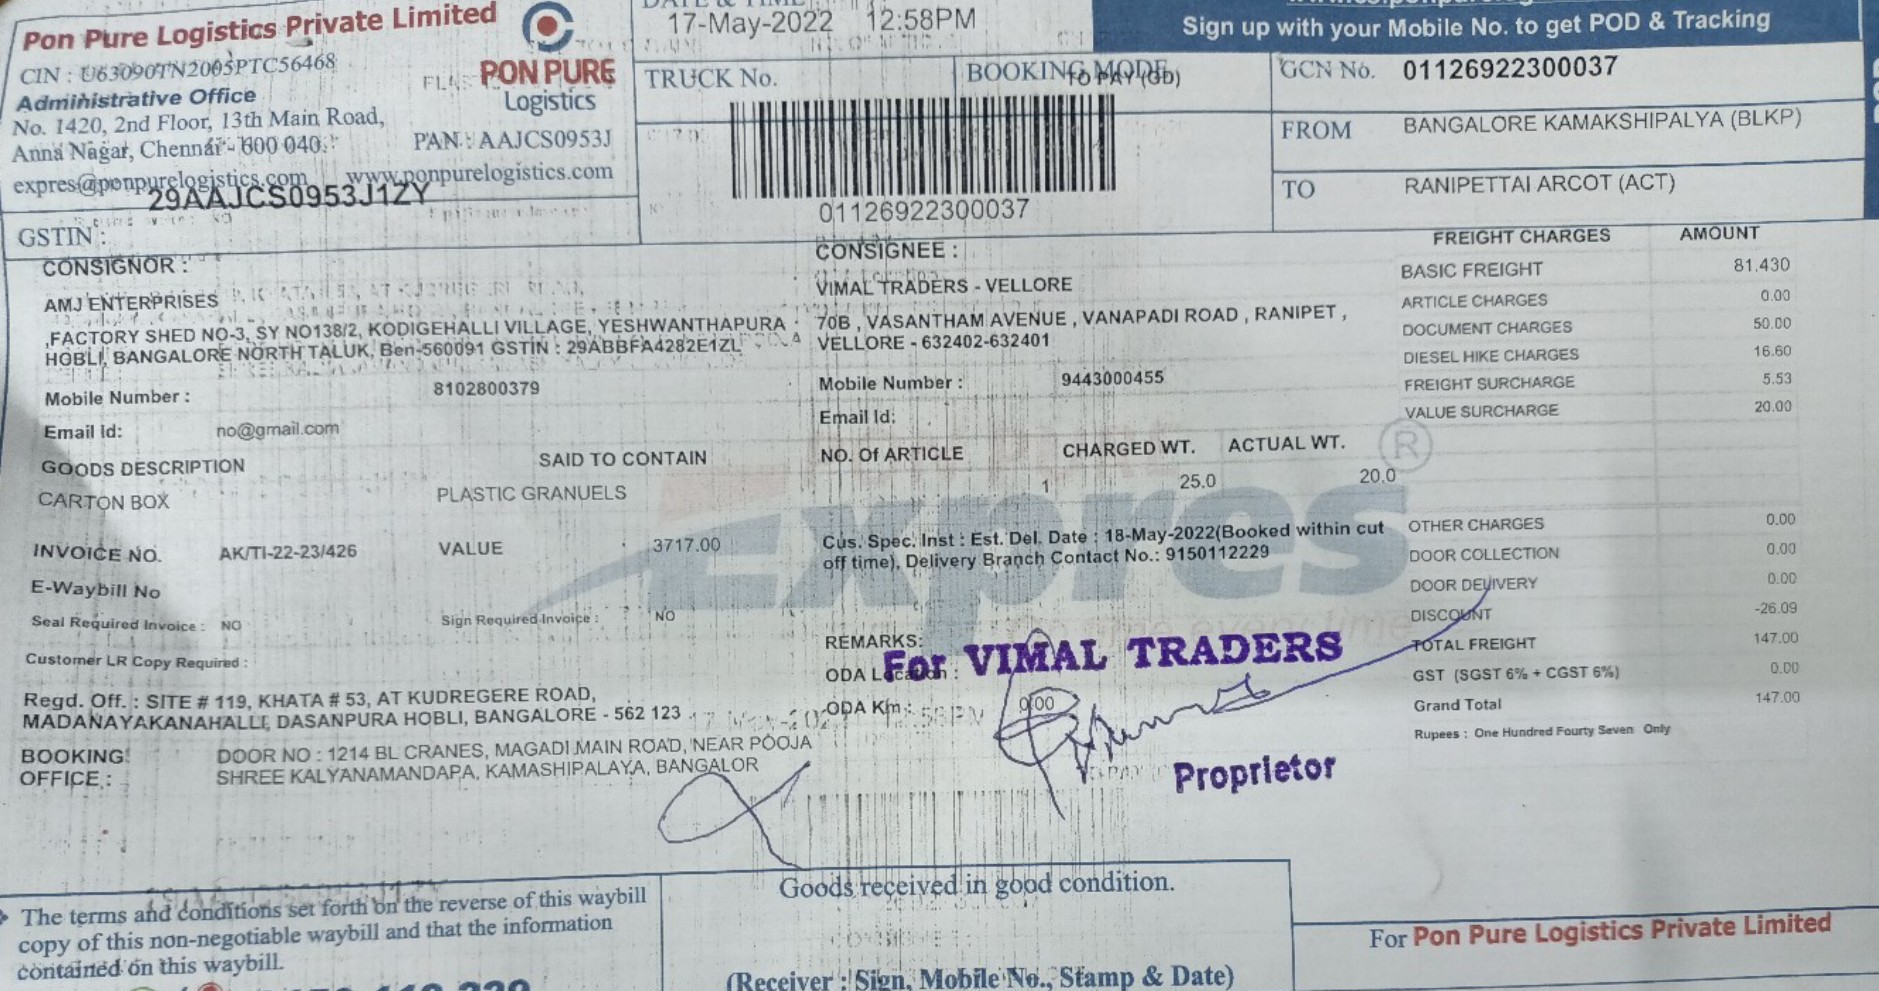 Pon Pure Logistics Private Limited
CIN : U63090TN2005PTC56468
Administrative Office
No. 1420, 2nd Floor, 13th Main Road,
Anna Nagar, Chennai - 600 040.
expres@ponpurelogistics.com www.ponpurelogistics.com
PON PURE
Logistics
PAN : AAJCS0953J
29AAJCS0953J1ZY
GSTIN :
DATE & TIME
17-May-2022 12:58PM
TRUCK No.
BOOKING MODE
TO PAY (Gb)
01126922300037
Sign up with your Mobile No. to get POD & Tracking
GCN No. 01126922300037
FROM BANGALORE KAMAKSHIPALYA (BLKP)
TO RANIPETTAI ARCOT (ACT)
CONSIGNOR :
AMJ ENTERPRISES
,FACTORY SHED NO-3, SY NO138/2, KODIGEHALLI VILLAGE, YESHWANTHAPURA
HOBLI, BANGALORE NORTH TALUK, Ben-560091 GSTIN : 29ABBFA4282E1ZL
Mobile Number : 8102800379
Email Id: no@gmail.com
CONSIGNEE :
VIMAL TRADERS - VELLORE
70B , VASANTHAM AVENUE , VANAPADI ROAD , RANIPET ,
VELLORE - 632402-632401
Mobile Number : 9443000455
Email Id:
FREIGHT CHARGES AMOUNT
BASIC FREIGHT 81.430
ARTICLE CHARGES 0.00
DOCUMENT CHARGES 50.00
DIESEL HIKE CHARGES 16.60
FREIGHT SURCHARGE 5.53
VALUE SURCHARGE 20.00
GOODS DESCRIPTION SAID TO CONTAIN NO. Of ARTICLE CHARGED WT. ACTUAL WT.
CARTON BOX PLASTIC GRANUELS 1 25.0 20.0
Expres ®
INVOICE NO. AK/TI-22-23/426 VALUE 3717.00
E-Waybill No
Seal Required Invoice : NO Sign Required Invoice : NO
Customer LR Copy Required :
Cus. Spec. Inst : Est. Del. Date : 18-May-2022(Booked within cut
off time), Delivery Branch Contact No.: 9150112229
REMARKS:
ODA Location :
ODA Km : 0.00
For VIMAL TRADERS
Proprietor
OTHER CHARGES 0.00
DOOR COLLECTION 0.00
DOOR DELIVERY 0.00
DISCOUNT -26.09
TOTAL FREIGHT 147.00
GST (SGST 6% + CGST 6%) 0.00
Grand Total 147.00
Rupees : One Hundred Fourty Seven Only
Regd. Off. : SITE # 119, KHATA # 53, AT KUDREGERE ROAD,
MADANAYAKANAHALLI, DASANPURA HOBLI, BANGALORE - 562 123
BOOKING DOOR NO : 1214 BL CRANES, MAGADI MAIN ROAD, NEAR POOJA
OFFICE : SHREE KALYANAMANDAPA, KAMASHIPALAYA, BANGALOR
The terms and conditions set forth on the reverse of this waybill
copy of this non-negotiable waybill and that the information
contained on this waybill.
Goods received in good condition.
(Receiver : Sign, Mobile No., Stamp & Date)
For Pon Pure Logistics Private Limited